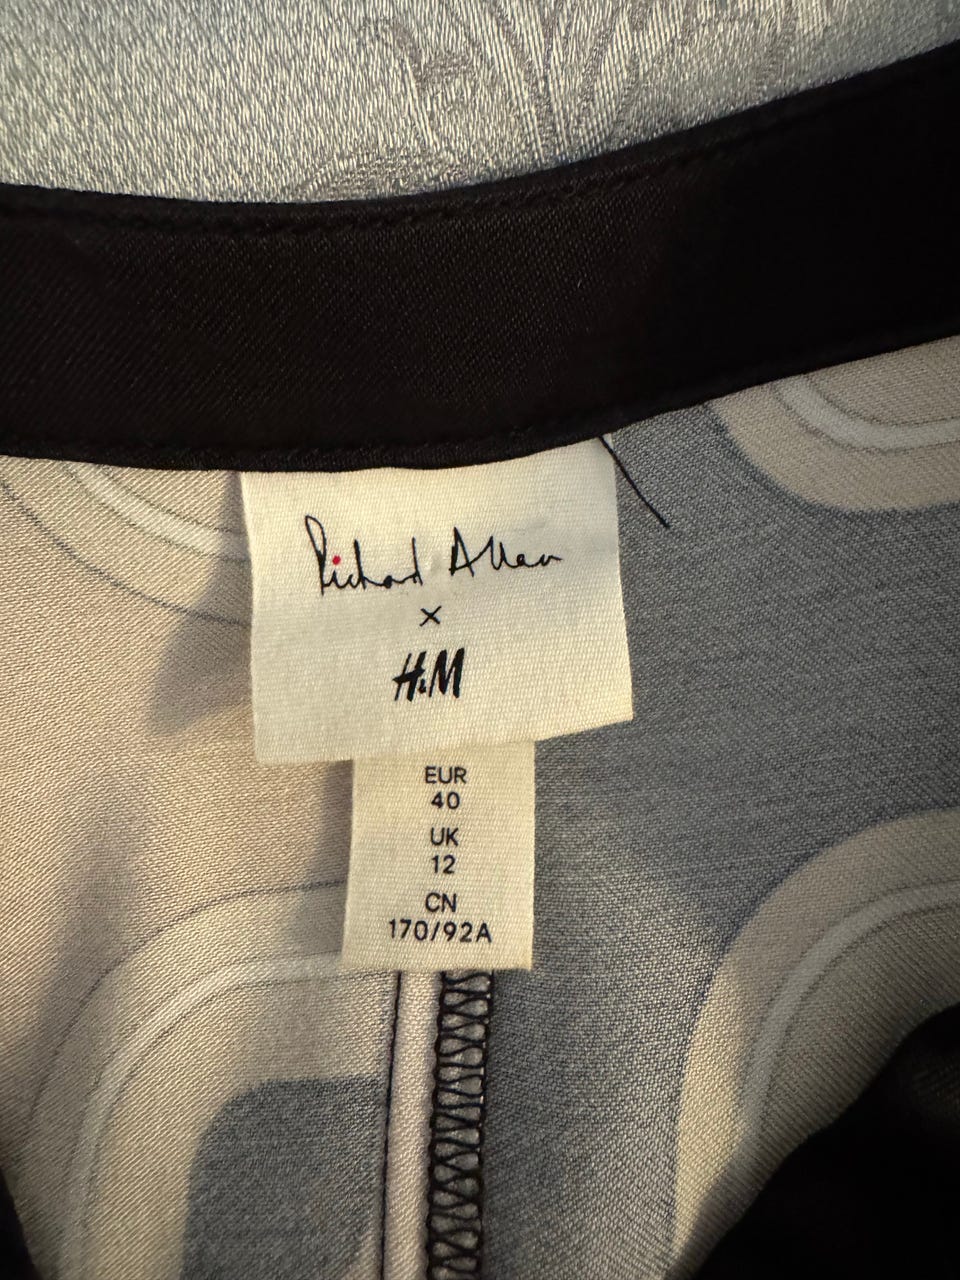 Richard Allan
×
H&M
EUR
40
UK
12
CN
170/92A